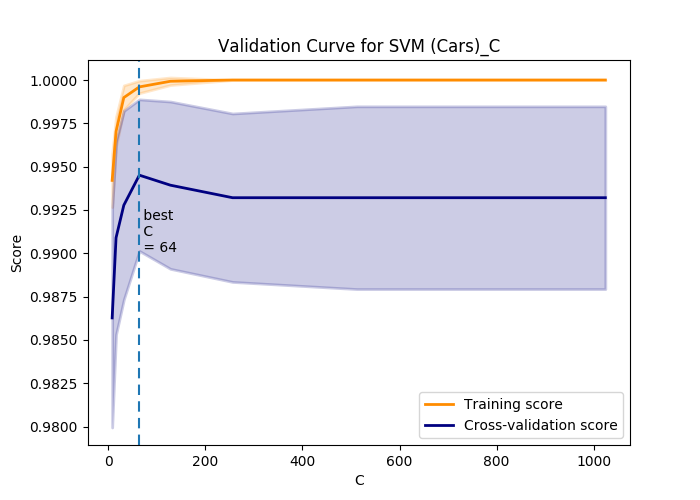 Validation Curve for SVM (Cars)_C
1.0000
0.9975
0.9950
0.9925
0.9900
0.9875
0.9850
0.9825
0.9800
Score
best
C
= 64
Training score
Cross-validation score
0
200
400
600
800
1000
C